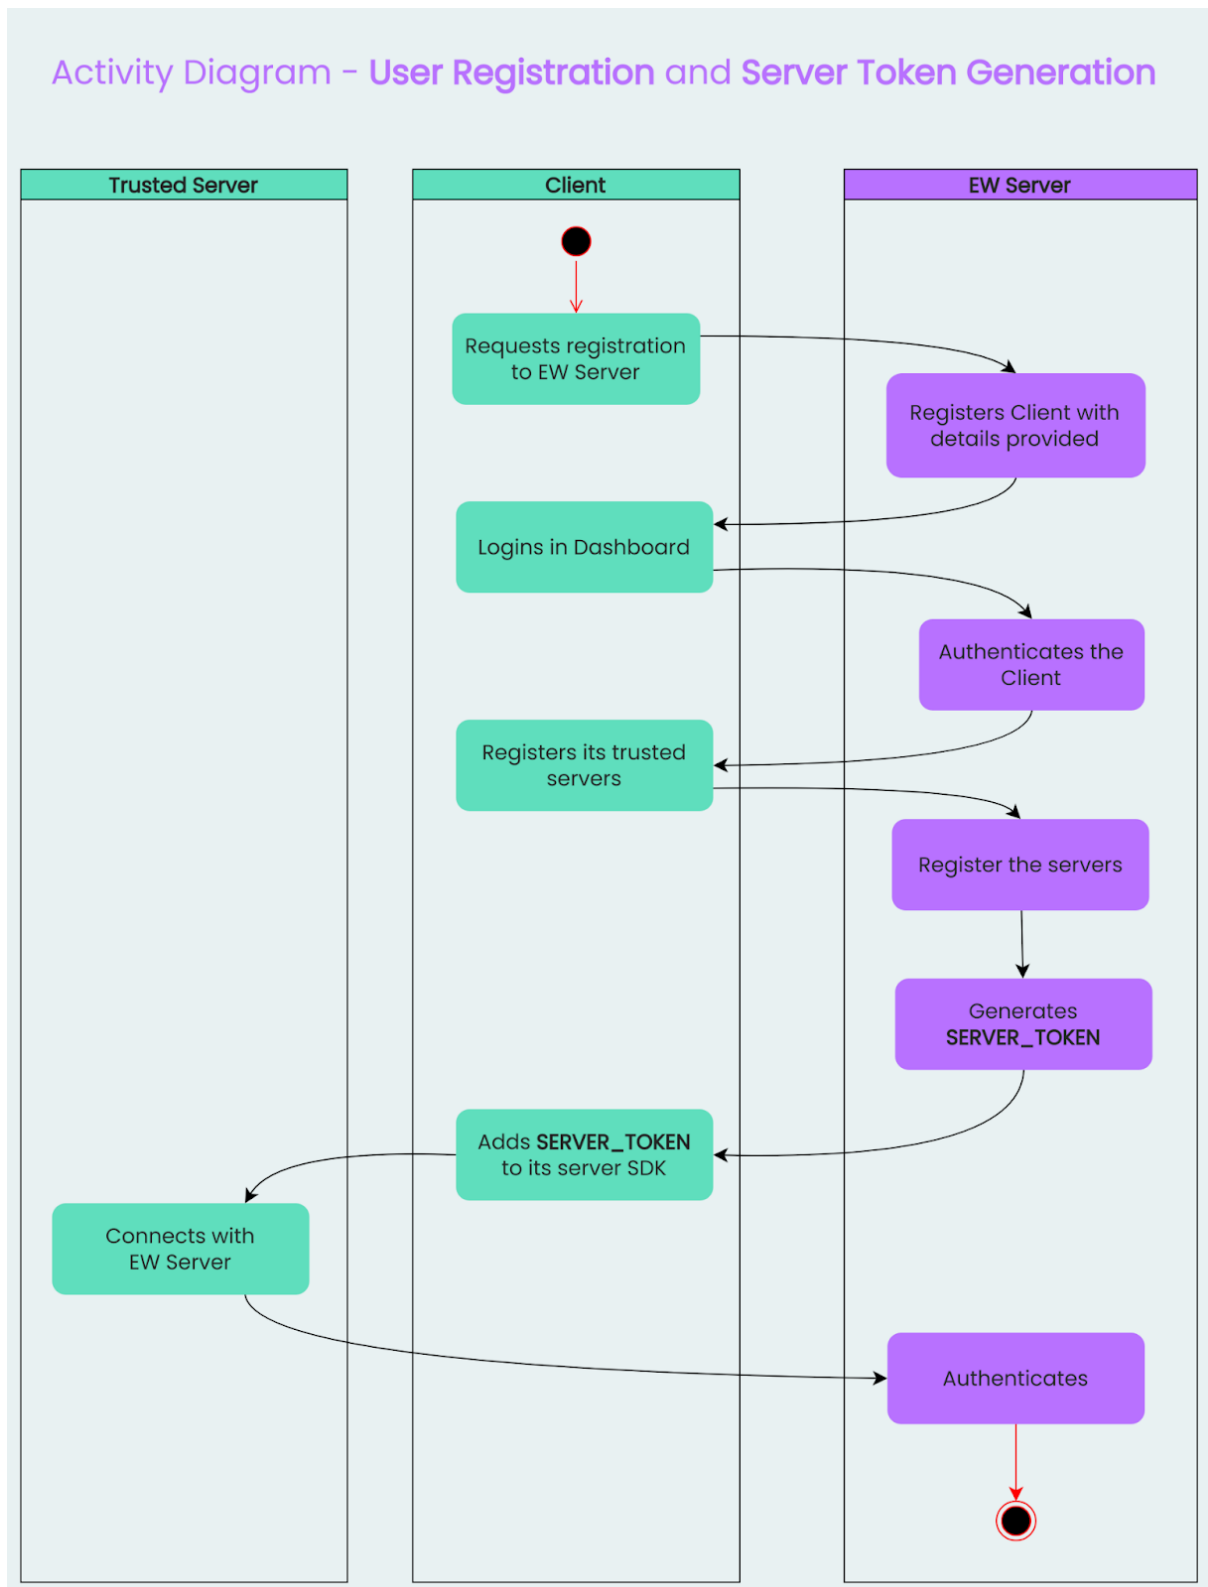 Activity Diagram - User Registration and Server Token Generation
Trusted Server
Client
EW Server
Requests registration
to EW Server
Registers Client with
details provided
Logins in Dashboard
Authenticates the
Client
Registers its trusted
servers
Register the servers
Generates
SERVER_TOKEN
Adds SERVER_TOKEN
to its server SDK
Connects with
EW Server
Authenticates